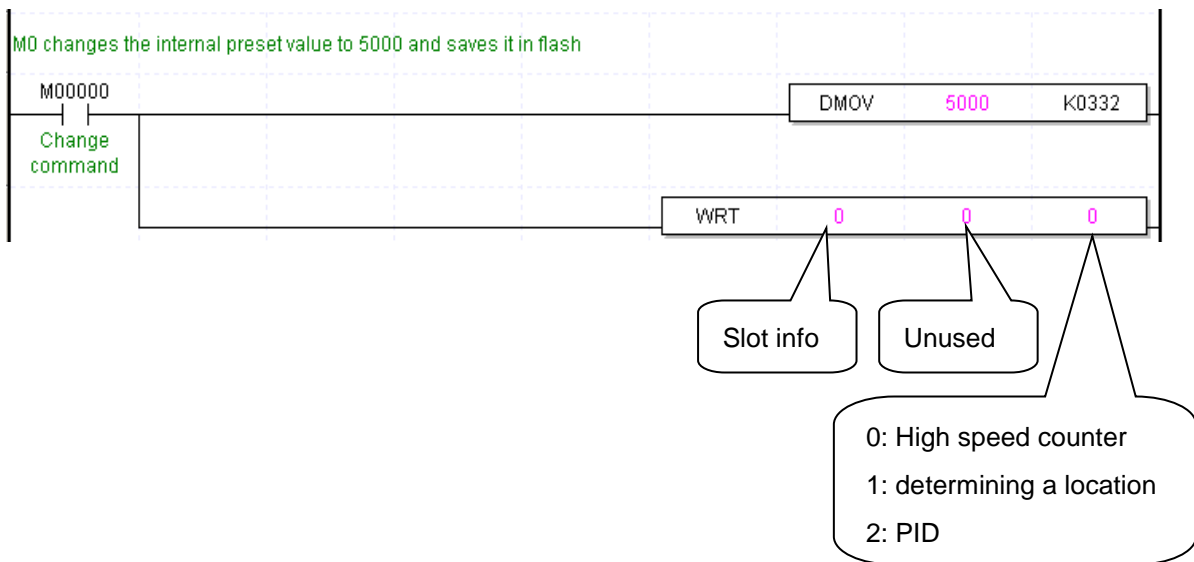 M0 changes the internal preset value to 5000 and saves it in flash
M00000
DMOV 5000 K0332
Change
command
WRT 0 0 0
Slot info
Unused
0: High speed counter
1: determining a location
2: PID